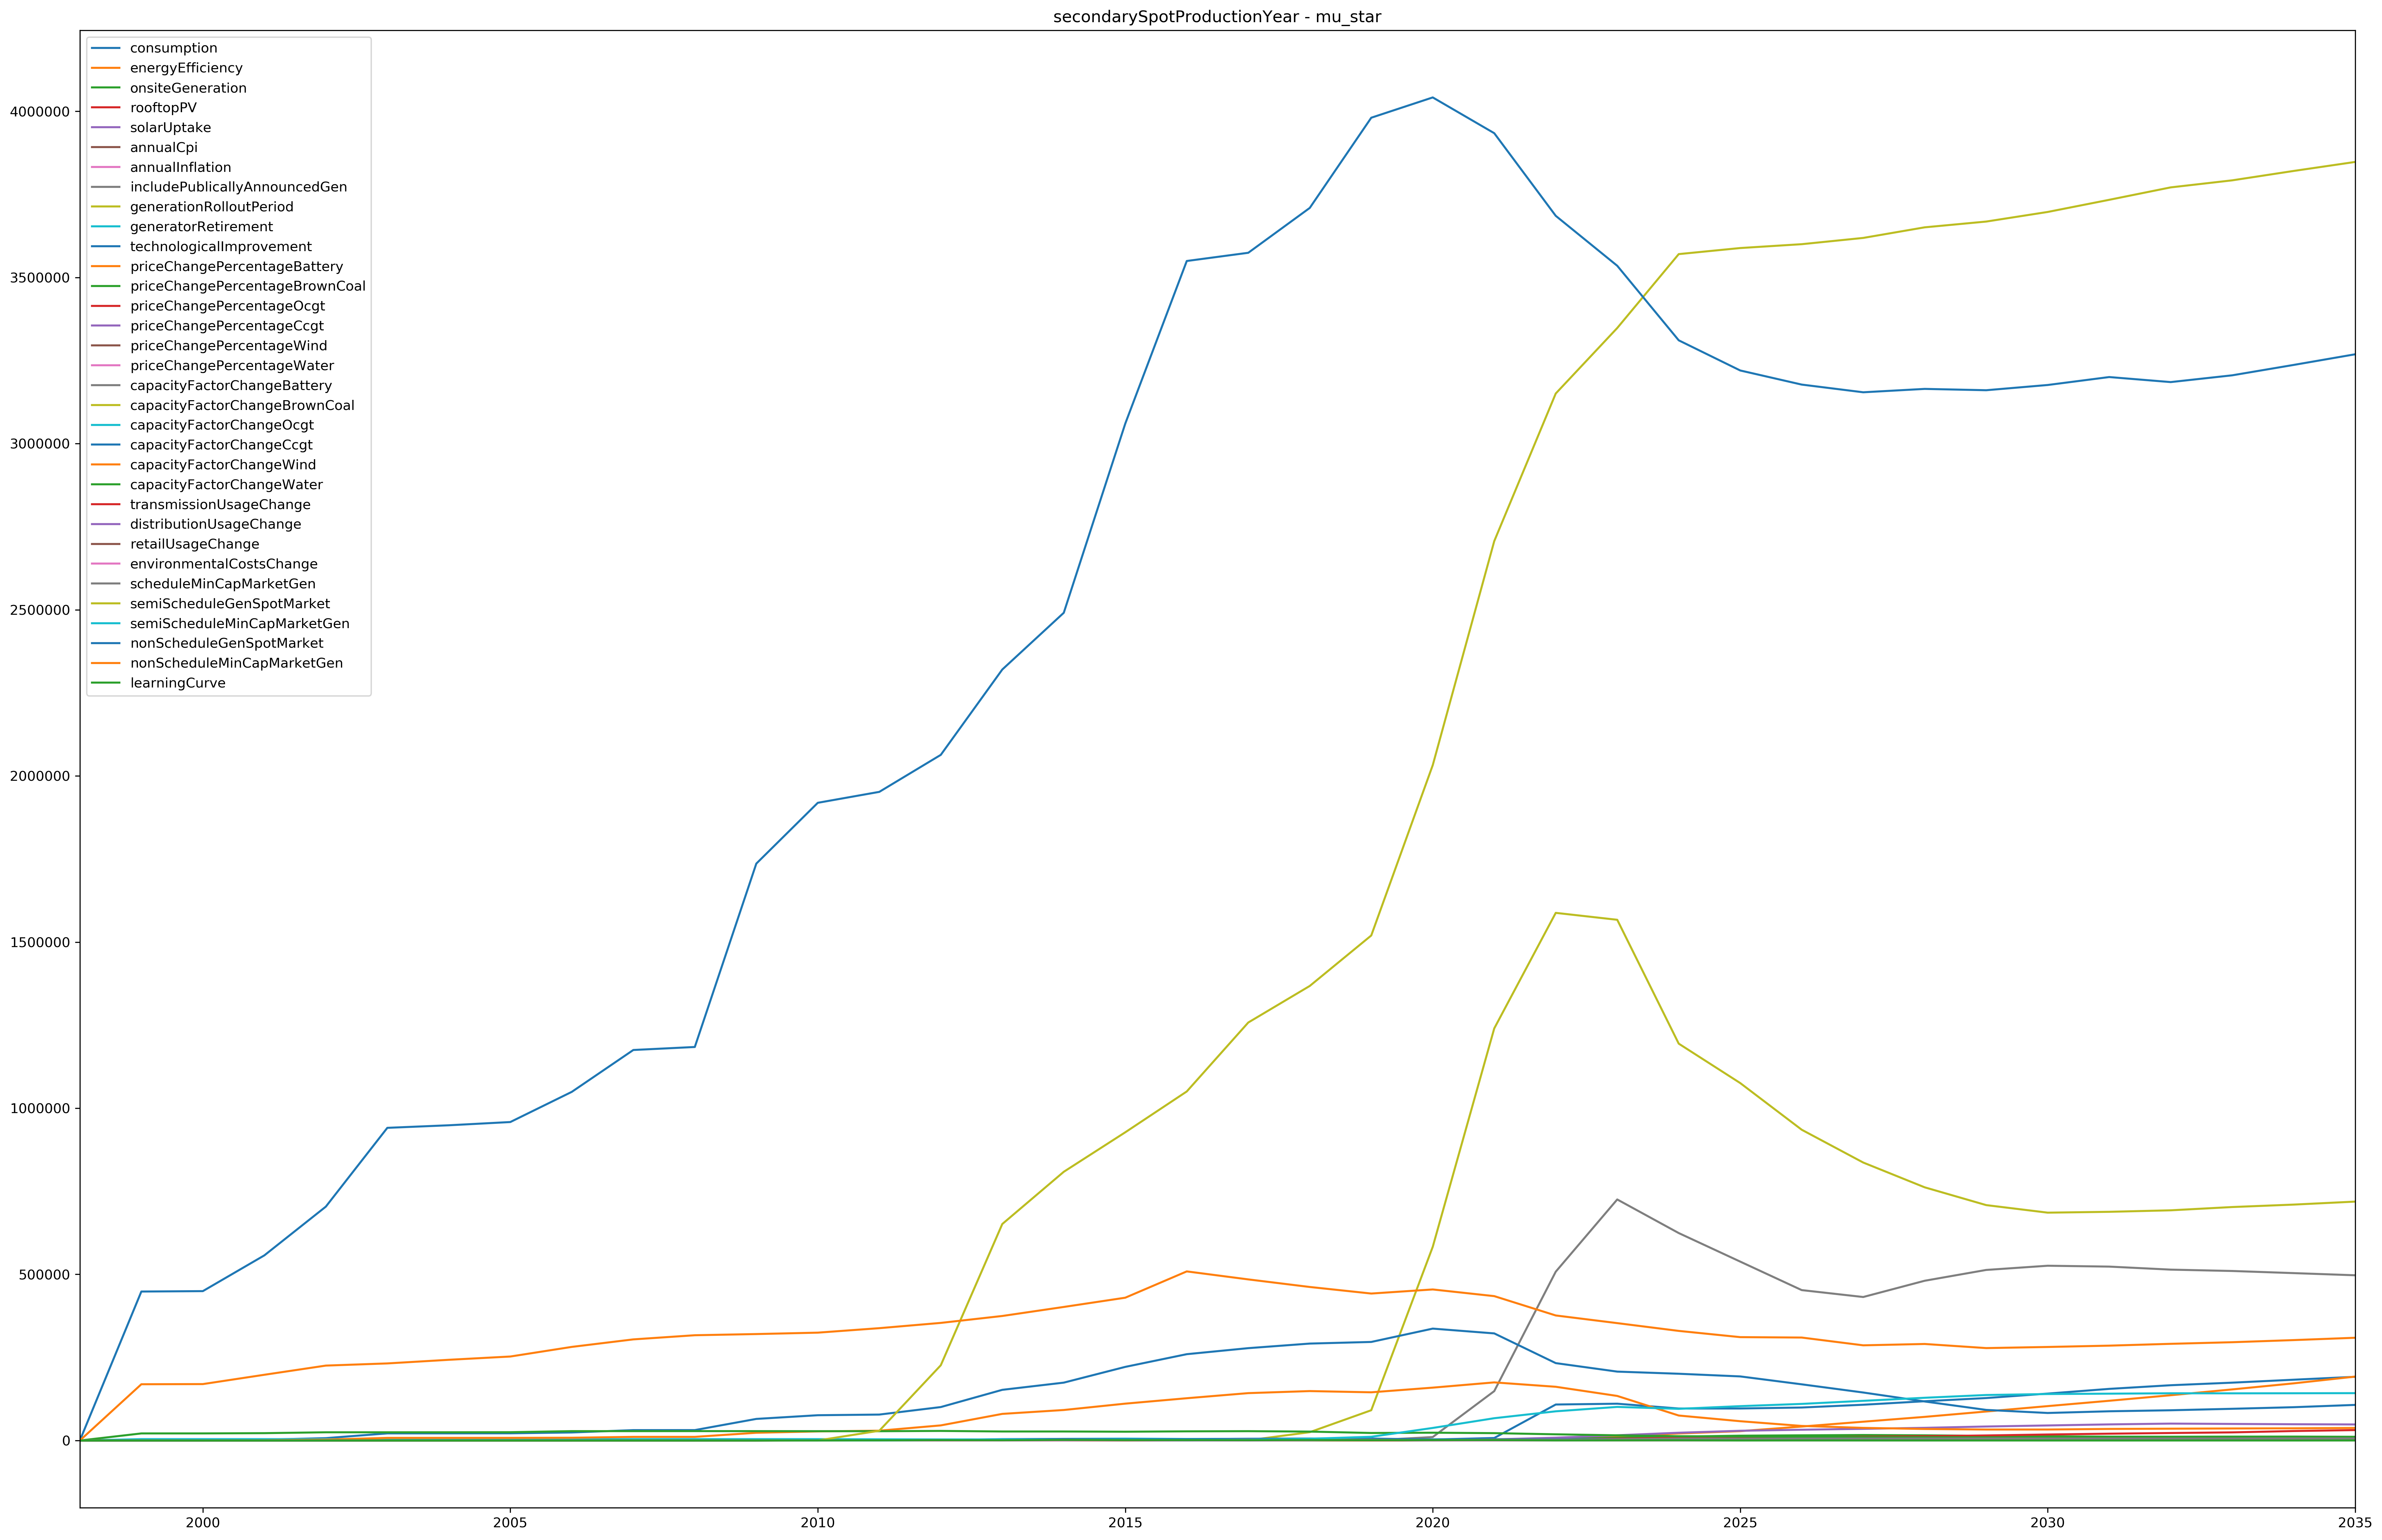 secondarySpotProductionYear - mu_star
consumption
energyEfficiency
onsiteGeneration
rooftopPV
solarUptake
annualCpi
annualInflation
includePublicallyAnnouncedGen
generationRolloutPeriod
generatorRetirement
technologicalImprovement
priceChangePercentageBattery
priceChangePercentageBrownCoal
priceChangePercentageOcgt
priceChangePercentageCcgt
priceChangePercentageWind
priceChangePercentageWater
capacityFactorChangeBattery
capacityFactorChangeBrownCoal
capacityFactorChangeOcgt
capacityFactorChangeCcgt
capacityFactorChangeWind
capacityFactorChangeWater
transmissionUsageChange
distributionUsageChange
retailUsageChange
environmentalCostsChange
scheduleMinCapMarketGen
semiScheduleGenSpotMarket
semiScheduleMinCapMarketGen
nonScheduleGenSpotMarket
nonScheduleMinCapMarketGen
learningCurve
4000000
3500000
3000000
2500000
2000000
1500000
1000000
500000
0
2000 2005 2010 2015 2020 2025 2030 2035